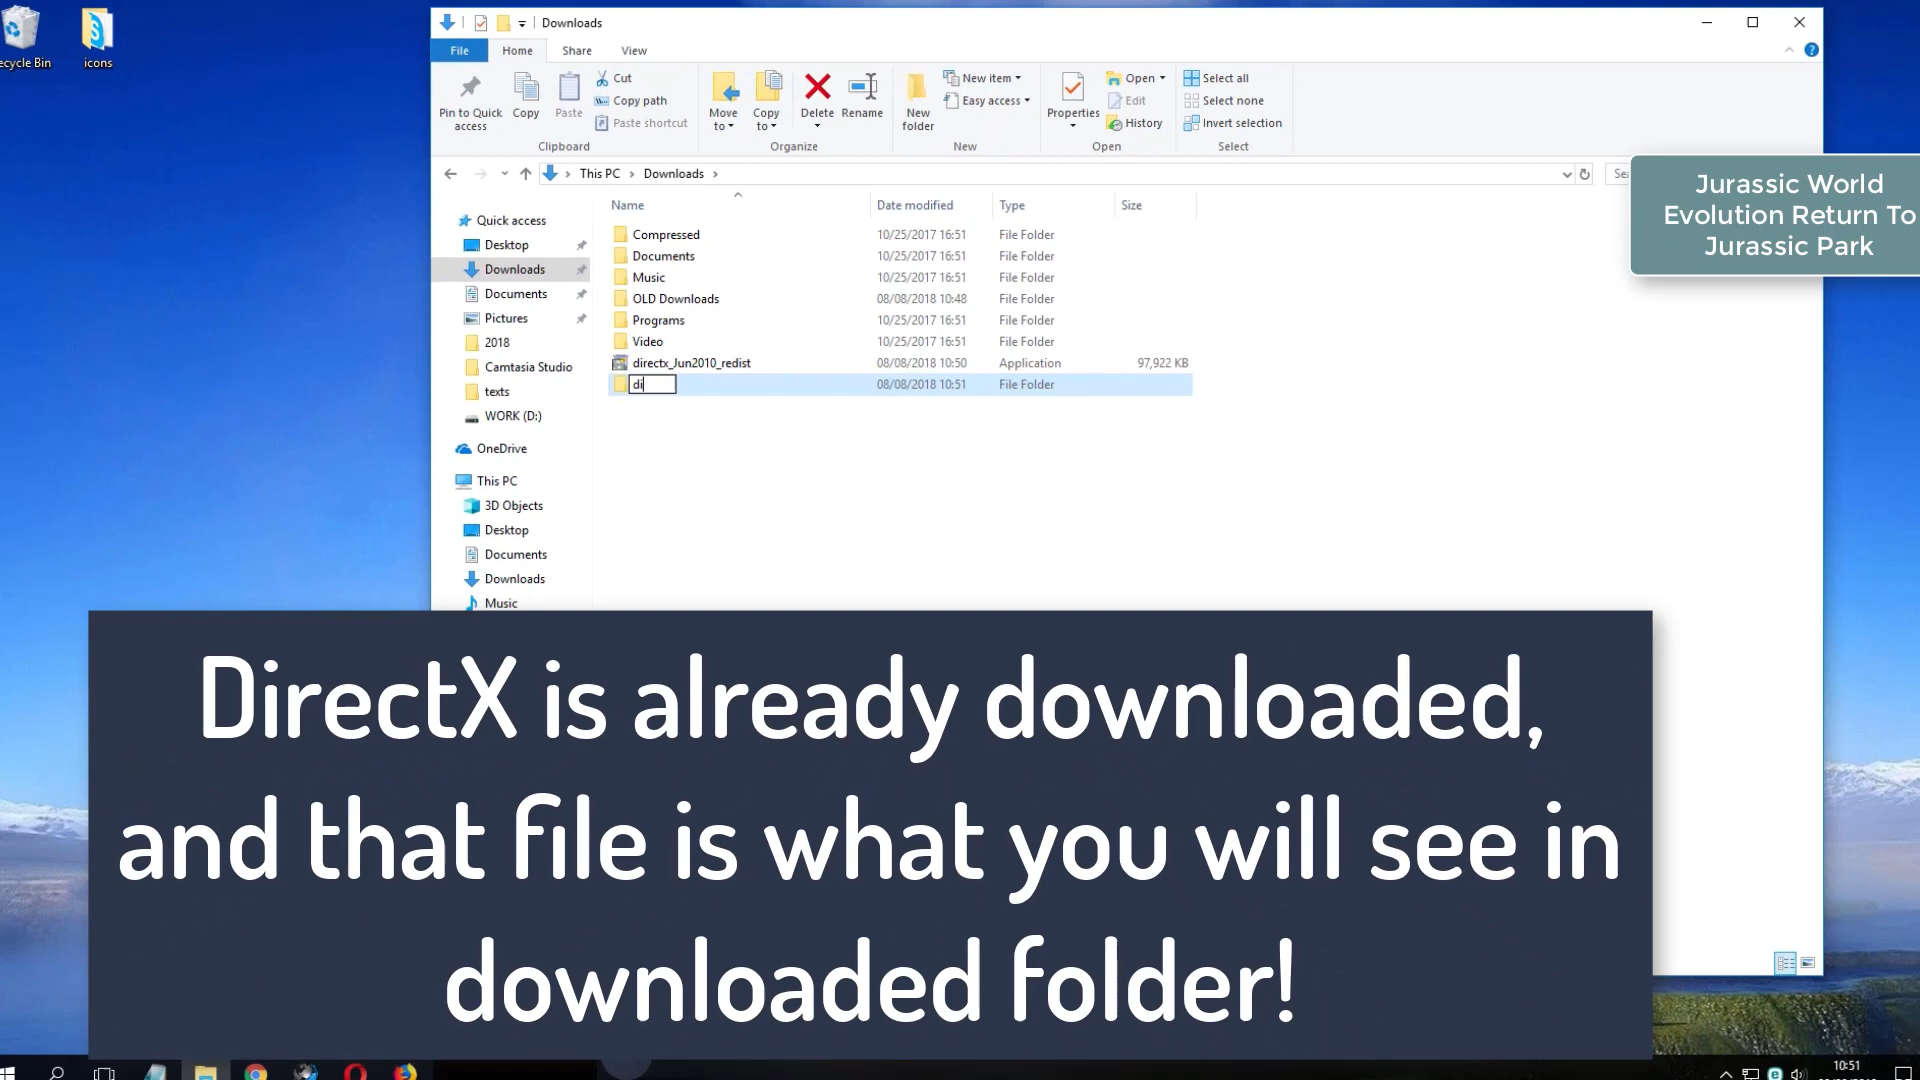 ecycle Bin
icons
Downloads
File
Home
Share
View
Pin to Quick
access
Copy
Paste
Cut
Copy path
Paste shortcut
Clipboard
Move
to
Copy
to
Delete
Rename
Organize
New
folder
New item
Easy access
New
Properties
Open
Edit
History
Open
Select all
Select none
Invert selection
Select
This PC
Downloads
Jurassic World
Evolution Return To
Jurassic Park
Name
Date modified
Type
Size
Compressed 10/25/2017 16:51 File Folder
Documents 10/25/2017 16:51 File Folder
Music 10/25/2017 16:51 File Folder
OLD Downloads 08/08/2018 10:48 File Folder
Programs 10/25/2017 16:51 File Folder
Video 10/25/2017 16:51 File Folder
directx_Jun2010_redist 08/08/2018 10:50 Application 97,922 KB
di 08/08/2018 10:51 File Folder
Quick access
Desktop
Downloads
Documents
Pictures
2018
Camtasia Studio
texts
WORK (D:)
OneDrive
This PC
3D Objects
Desktop
Documents
Downloads
Music
DirectX is already downloaded,
and that file is what you will see in
downloaded folder!
10:51